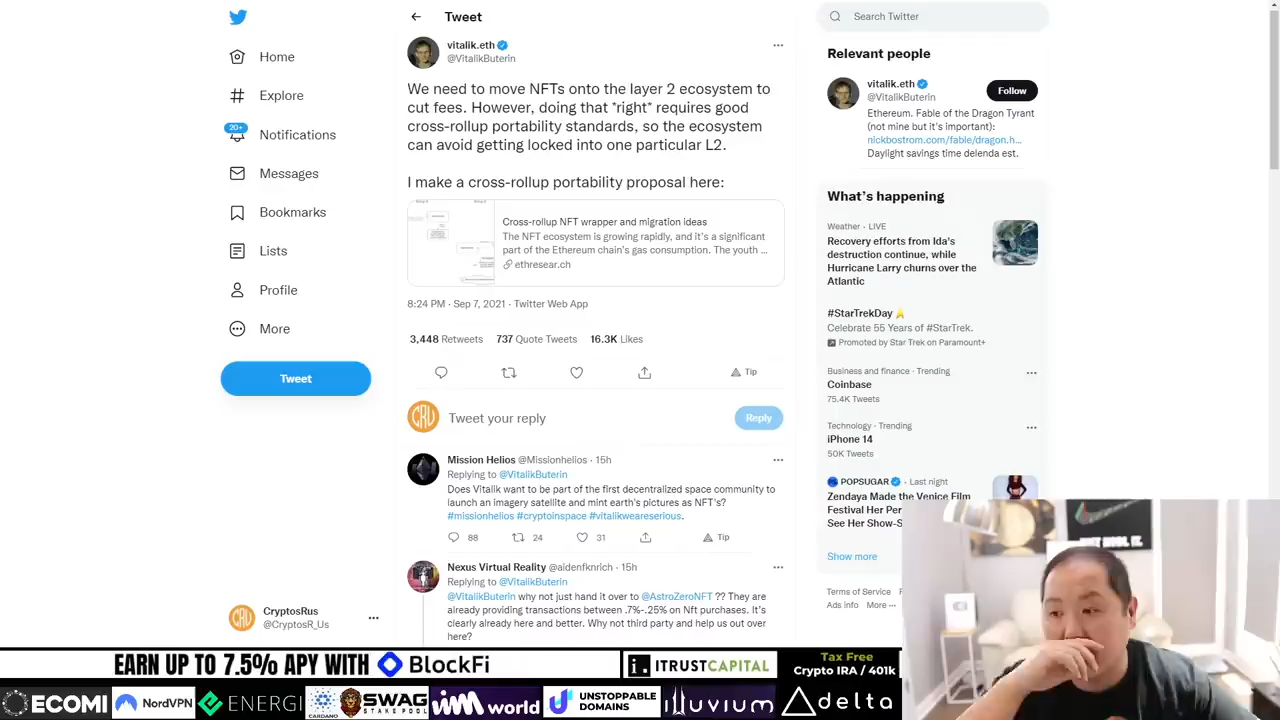 Home
Explore
20+
Notifications
Messages
Bookmarks
Lists
Profile
More
Tweet
CryptosRus
@CryptosR_Us
Tweet
vitalik.eth
@VitalikButerin
We need to move NFTs onto the layer 2 ecosystem to
cut fees. However, doing that *right* requires good
cross-rollup portability standards, so the ecosystem
can avoid getting locked into one particular L2.
I make a cross-rollup portability proposal here:
Cross-rollup NFT wrapper and migration ideas
The NFT ecosystem is growing rapidly, and it's a significant
part of the Ethereum chain's gas consumption. The youth ...
ethresear.ch
8:24 PM · Sep 7, 2021 · Twitter Web App
3,448 Retweets 737 Quote Tweets 16.3K Likes
Tip
CRU
Tweet your reply
Reply
Mission Helios @Missionhelios · 15h
Replying to @VitalikButerin
Does Vitalik want to be part of the first decentralized space community to
launch an imagery satellite and mint earth's pictures as NFT's?
#missionhelios #cryptoinspace #vitalikweareserious.
88 24 31 Tip
Nexus Virtual Reality @aidenfknrich · 15h
Replying to @VitalikButerin
@VitalikButerin why not just hand it over to @AstroZeroNFT ?? They are
already providing transactions between .7%-.25% on Nft purchases. It's
clearly already here and better. Why not third party and help us out over
here?
Search Twitter
Relevant people
vitalik.eth
@VitalikButerin
Follow
Ethereum. Fable of the Dragon Tyrant
(not mine but it's important):
nickbostrom.com/fable/dragon.h...
Daylight savings time delenda est.
What's happening
Weather · LIVE
Recovery efforts from Ida's
destruction continue, while
Hurricane Larry churns over the
Atlantic
#StarTrekDay
Celebrate 55 Years of #StarTrek.
Promoted by Star Trek on Paramount+
Business and finance · Trending
Coinbase
75.4K Tweets
Technology · Trending
iPhone 14
50K Tweets
POPSUGAR · Last night
Zendaya Made the Venice Film
Festival Her
See Her Show-S
Show more
Terms of Service
Ads info More ···
EARN UP TO 7.5% APY WITH BlockFi
ITRUSTCAPITAL
Tax Free
Crypto IRA / 401k
ECOMI
NordVPN
ENERGI
CARDANO
SWAG
STAKE POOL
world
UNSTOPPABLE
DOMAINS
illuvium
delta